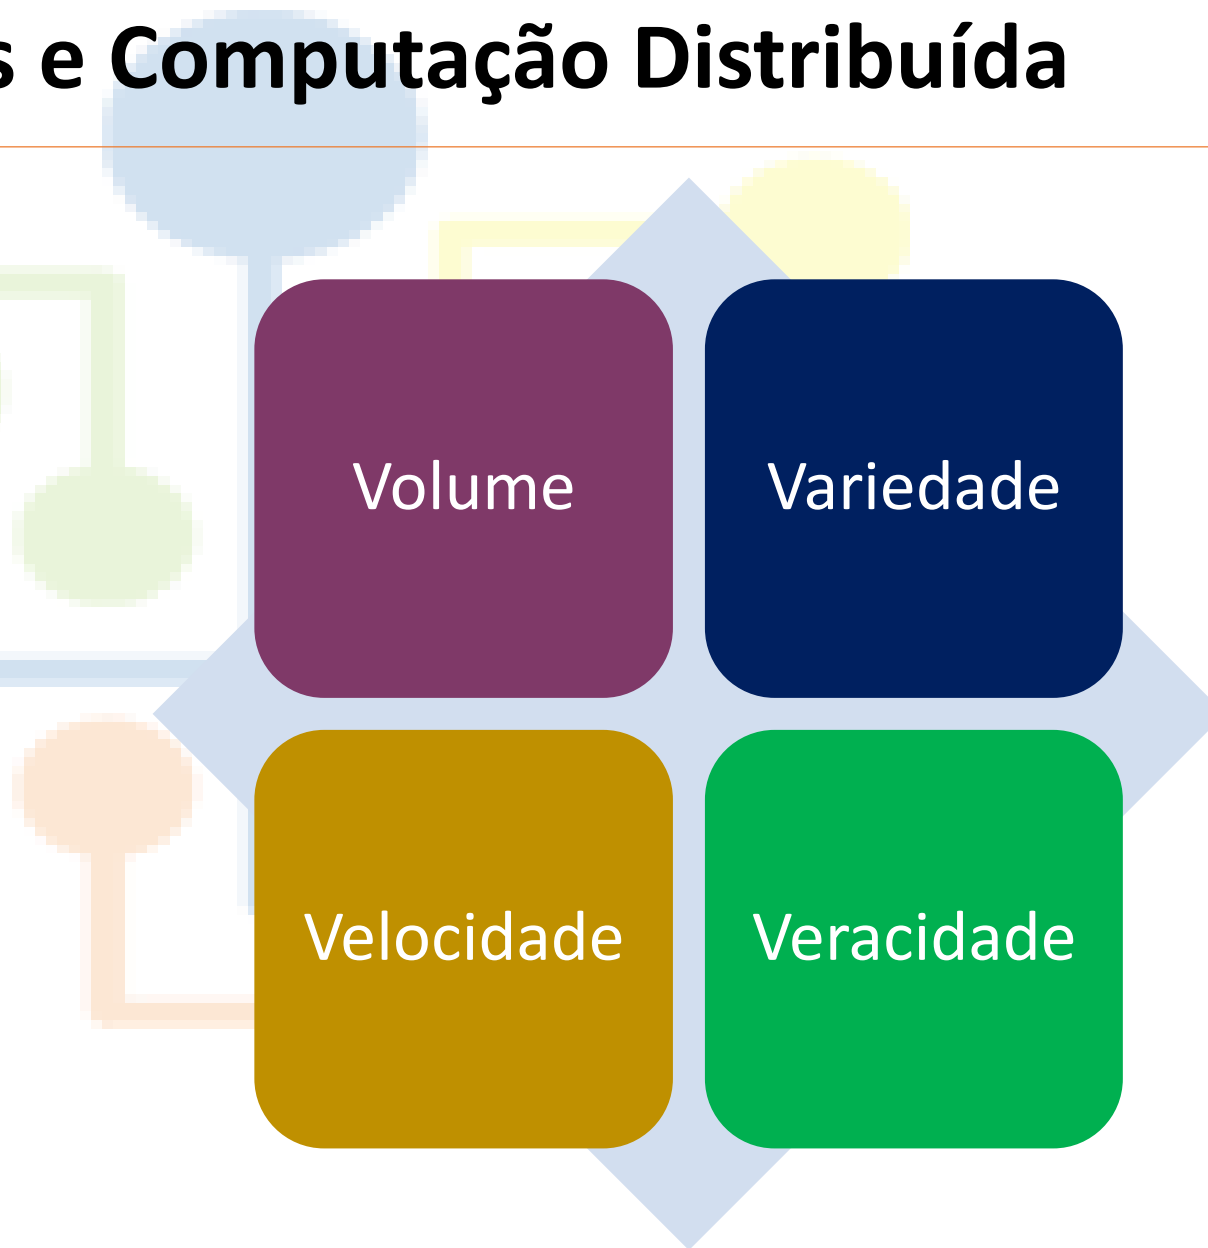 s e Computação Distribuída
Volume
Variedade
Velocidade
Veracidade